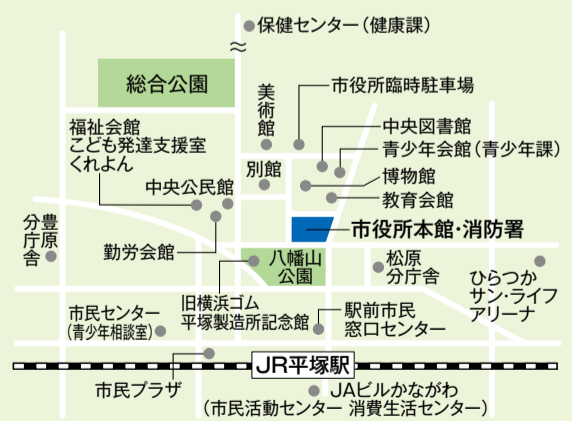 保健センター(健康課)
総合公園
美術館
市役所臨時駐車場
福祉会館
こども発達支援室
くれよん
中央図書館
青少年会館(青少年課)
別館
博物館
中央公民館
教育会館
豊原
分庁舎
市役所本館・消防署
勤労会館
八幡山
公園
松原
分庁舎
ひらつか
サン・ライフ
アリーナ
旧横浜ゴム
平塚製造所記念館
市民センター
(青少年相談室)
駅前市民
窓口センター
JR平塚駅
市民プラザ
JAビルかながわ
(市民活動センター 消費生活センター)